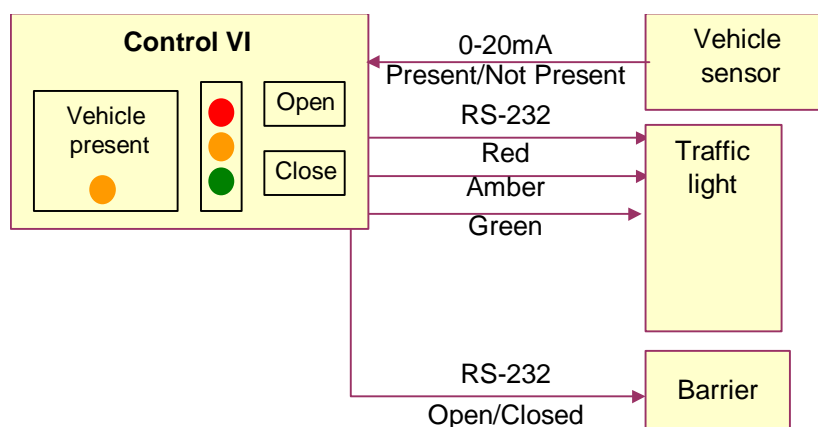 Control VI
Vehicle
present
Open
Close
0-20mA
Present/Not Present
RS-232
Red
Amber
Green
RS-232
Open/Closed
Vehicle
sensor
Traffic
light
Barrier